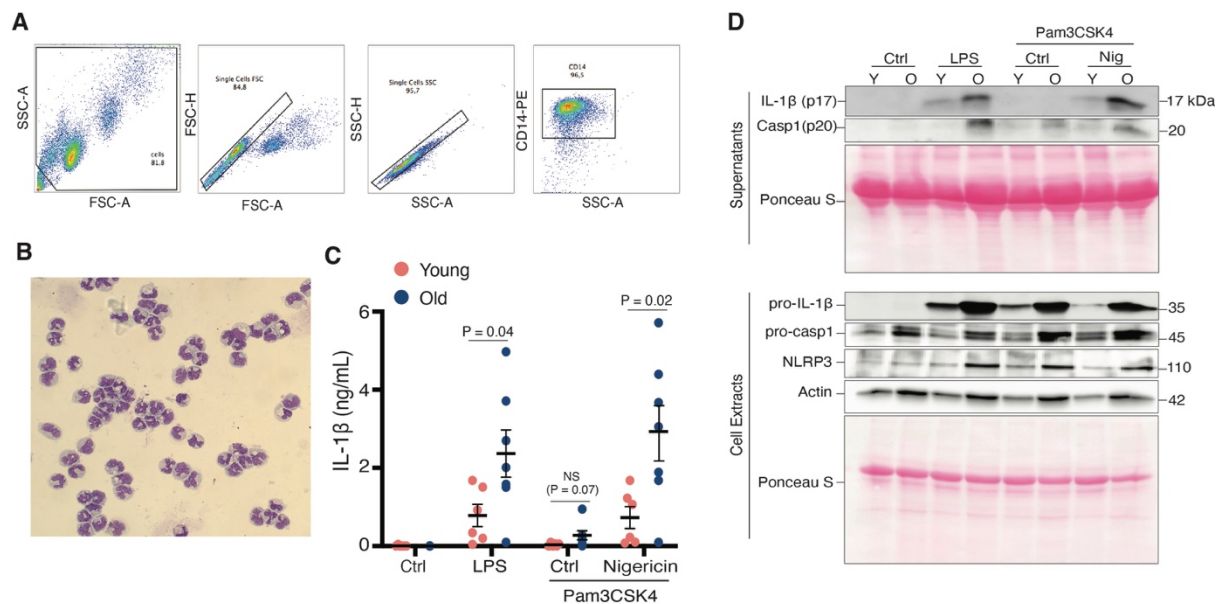 A
SSC-A
cells
81,8
FSC-A
FSC-H
Single Cells FSC
84,8
FSC-A
SSC-H
Single Cells SSC
95,7
SSC-A
CD14-PE
CD14
96,5
SSC-A
B
C
Young
Old
IL-1β (ng/mL)
6
4
2
0
P = 0.04
NS
(P = 0.07)
P = 0.02
Ctrl LPS Ctrl Nigericin
Pam3CSK4
D
Pam3CSK4
Ctrl LPS Ctrl Nig
Y O Y O Y O Y O
Supernatants
IL-1β (p17) 17 kDa
Casp1(p20) 20
Ponceau S
Cell Extracts
pro-IL-1β 35
pro-casp1 45
NLRP3 110
Actin 42
Ponceau S